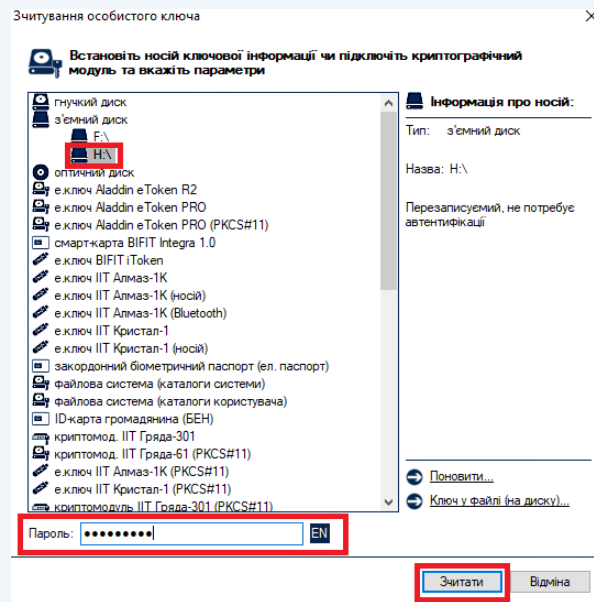 Зчитування особистого ключа
Встановіть носій ключової інформації чи підключіть криптографічний
модуль та вкажіть параметри
гнучкий диск
з'ємний диск
F:\
H:\
оптичний диск
е.ключ Aladdin eToken R2
е.ключ Aladdin eToken PRO
е.ключ Aladdin eToken PRO (PKCS#11)
смарт-карта BIFIT Integra 1.0
е.ключ BIFIT iToken
е.ключ ІІТ Алмаз-1К
е.ключ ІІТ Алмаз-1К (носій)
е.ключ ІІТ Алмаз-1К (Bluetooth)
е.ключ ІІТ Кристал-1
е.ключ ІІТ Кристал-1 (носій)
закордонний біометричний паспорт (ел. паспорт)
файлова система (каталоги системи)
файлова система (каталоги користувача)
ID-карта громадянина (БЕН)
криптомод. ІІТ Гряда-301
криптомод. ІІТ Гряда-61 (PKCS#11)
е.ключ ІІТ Алмаз-1К (PKCS#11)
е.ключ ІІТ Кристал-1 (PKCS#11)
криптомодуль ІІТ Гряда-301 (PKCS#11)
Інформація про носій:
Тип: з'ємний диск
Назва: H:\
Перезаписуемий, не потребує
автентифікації
Поновити...
Ключ у файлі (на диску)...
Пароль: ●●●●●●●●● EN
Зчитати
Відміна